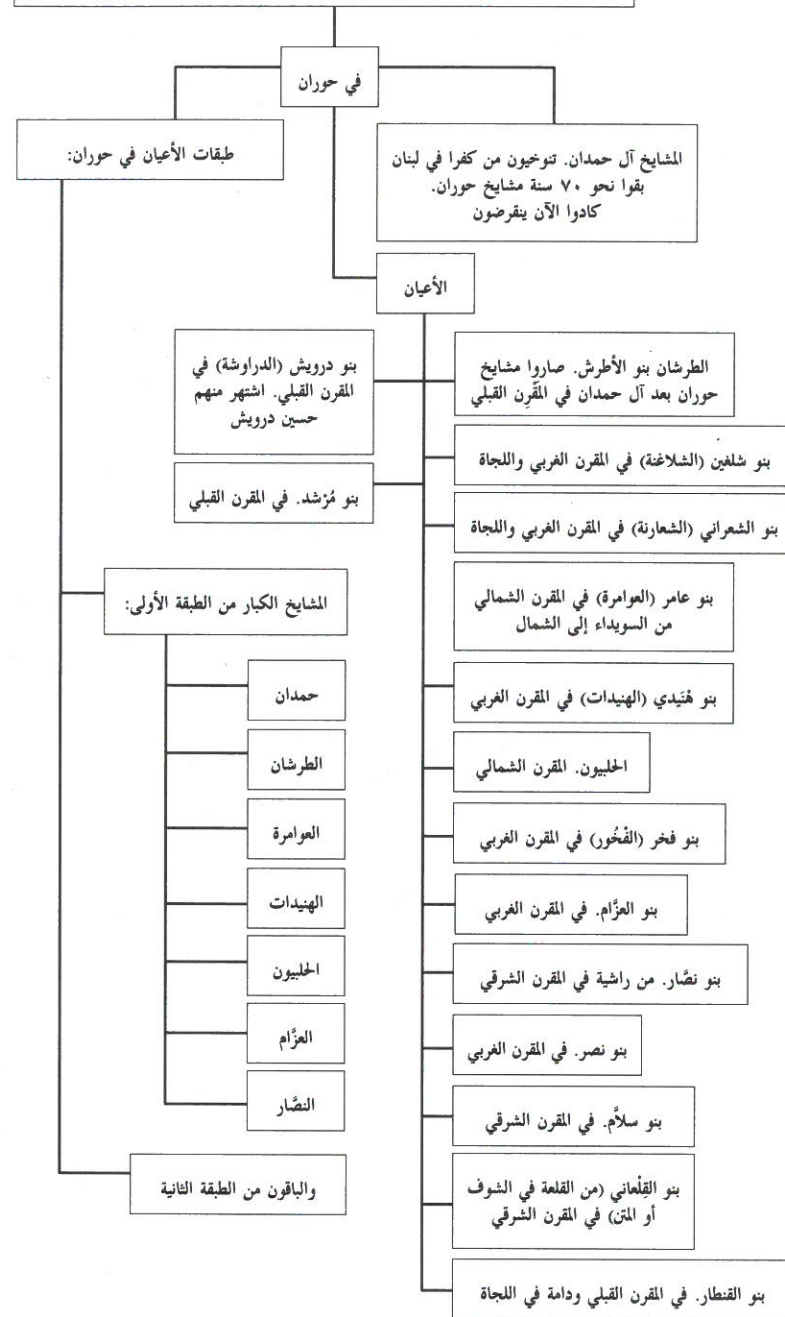 في حوران
المشايخ آل حمدان. تنوخيون من كفرا في لبنان
بقوا نحو ٧٠ سنة مشايخ حوران.
كادوا الآن ينقرضون
طبقات الأعيان في حوران:
الأعيان
الطرشان بنو الأطرش. صاروا مشايخ
حوران بعد آل حمدان في المَقْرِن القبلي
بنو درويش (الدراوشة) في
المقرن القبلي. اشتهر منهم
حسين درويش
بنو شلغين (الشلاغنة) في المقرن الغربي واللجاة
بنو مُرْشد. في المقرن القبلي
بنو الشعراني (الشعارنة) في المقرن الغربي واللجاة
بنو عامر (العوامرة) في المقرن الشمالي
من السويداء إلى الشمال
بنو هُنَيدي (الهنيدات) في المقرن الغربي
الحلبيون. المقرن الشمالي
بنو فخر (الفْخُور) في المقرن الغربي
بنو العزَّام. في المقرن الغربي
بنو نصَّار. من راشية في المقرن الشرقي
بنو نصر. في المقرن الغربي
بنو سلاَّم. في المقرن الشرقي
بنو القِلْعاني (من القلعة في الشوف
أو المتن) في المقرن الشرقي
بنو القنطار. في المقرن القبلي ودامة في اللجاة
المشايخ الكبار من الطبقة الأولى:
حمدان
الطرشان
العوامرة
الهنيدات
الحلبيون
العزَّام
النصَّار
والباقون من الطبقة الثانية